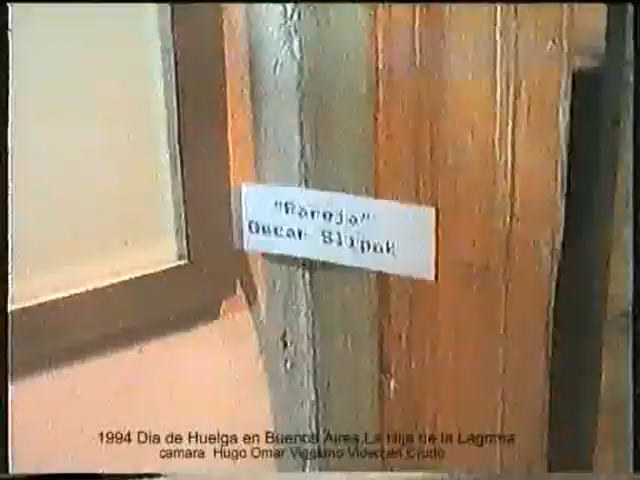 "Pareja"
Oscar Slipak
1994 Dia de Huelga en Buenos Aires La Hija de la Lagrima
camara Hugo Omar Viggiano Video en Crudo